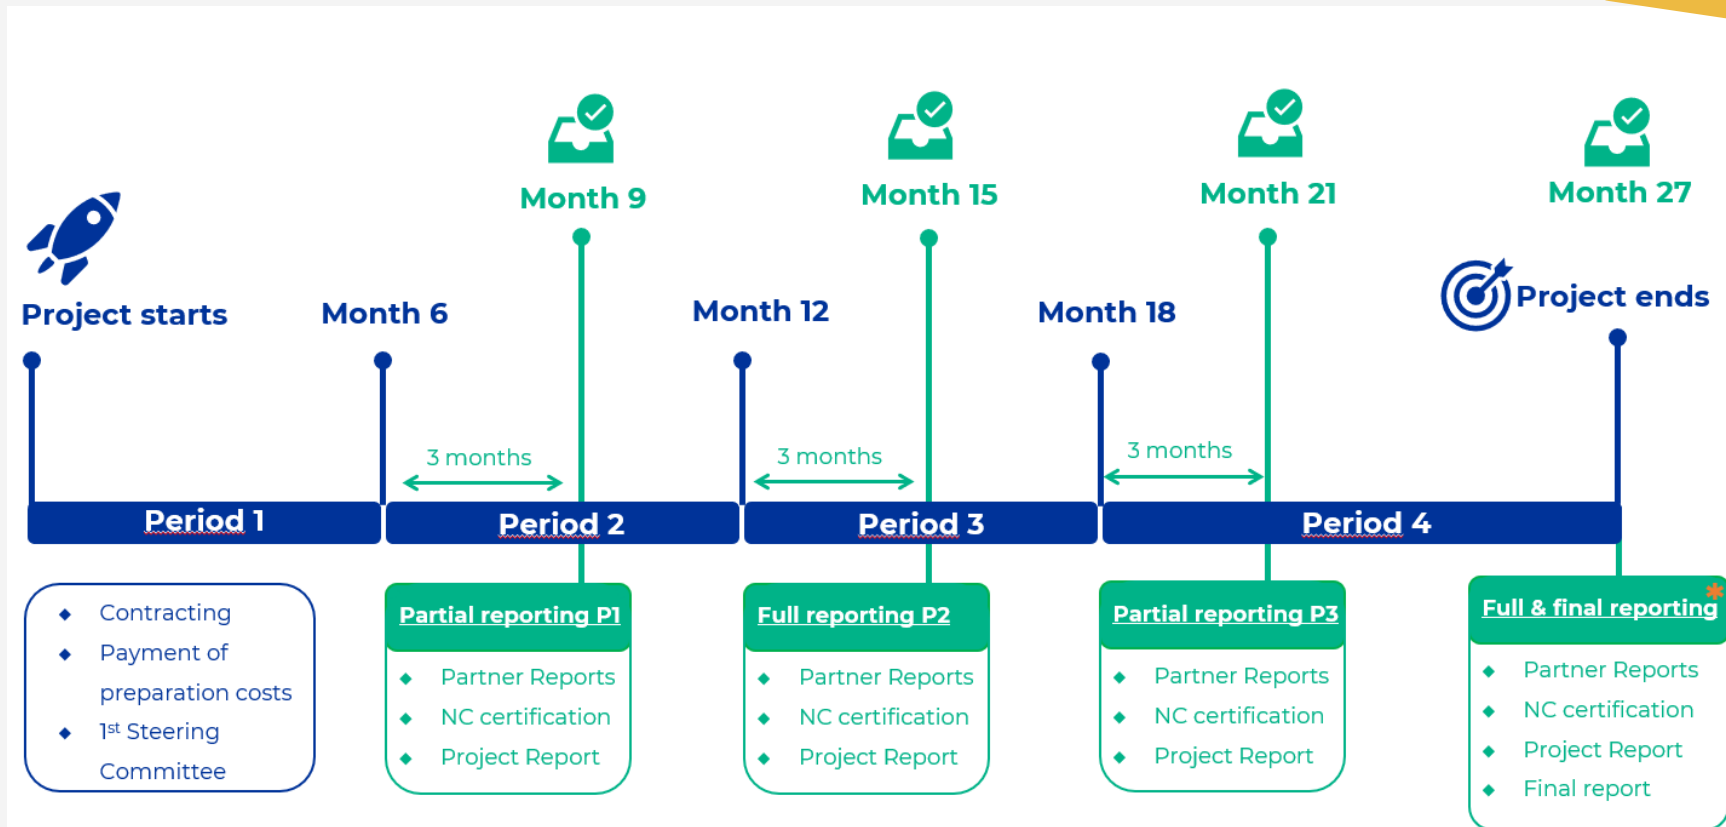 Month 9
Month 15
Month 21
Month 27
Project starts
Month 6
Month 12
Month 18
Project ends
3 months
3 months
3 months
Period 1
Period 2
Period 3
Period 4
◆ Contracting
◆ Payment of
preparation costs
◆ 1st Steering
Committee
Partial reporting P1
◆ Partner Reports
◆ NC certification
◆ Project Report
Full reporting P2
◆ Partner Reports
◆ NC certification
◆ Project Report
Partial reporting P3
◆ Partner Reports
◆ NC certification
◆ Project Report
Full & final reporting*
◆ Partner Reports
◆ NC certification
◆ Project Report
◆ Final report